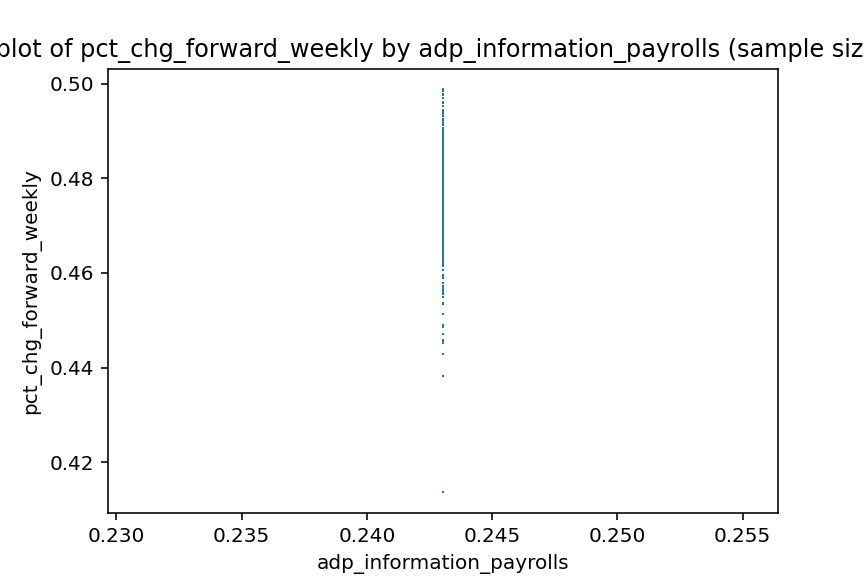 plot of pct_chg_forward_weekly by adp_information_payrolls (sample siz
0.50
0.48
0.46
0.44
0.42
pct_chg_forward_weekly
0.230 0.235 0.240 0.245 0.250 0.255
adp_information_payrolls